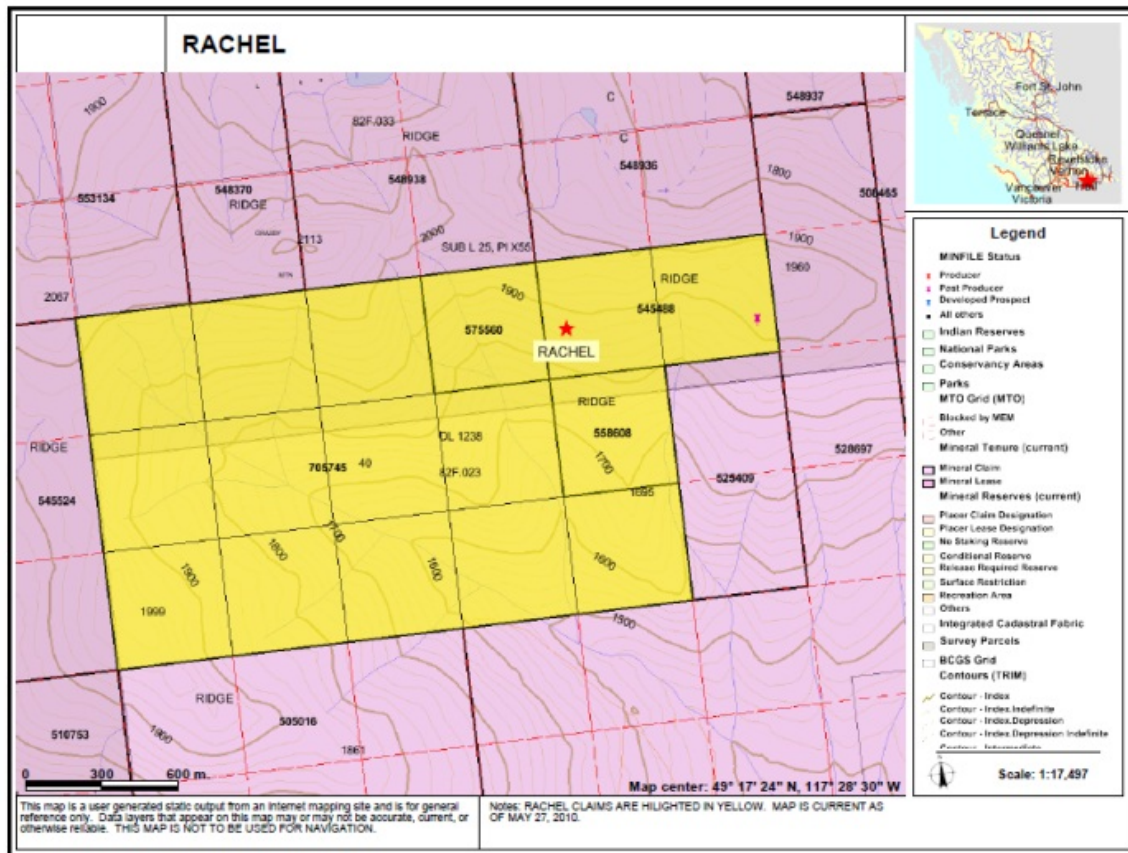 RACHEL
Fort St. John
Terrace
Quesnel
Williams Lake
Revelstoke
Vernon
Vancouver
Trail
Victoria
1900
82F.033
RIDGE
C
C
548937
548936
548938
553134
548370
RIDGE
1800
508465
GRASSY
2113
MTN
2000
SUB L 25, PI X55
1900
1960
2067
1900
RIDGE
545488
575560
RACHEL
RIDGE
RIDGE
DL 1238
558608
528697
705745
40
82F.023
1700
1695
525409
545524
1700
1800
1600
1600
1900
1999
1500
RIDGE
505016
510753
1900
1861
0 300 600 m.
Map center: 49° 17' 24" N, 117° 28' 30" W
Legend
MINFILE Status
Producer
Past Producer
Developed Prospect
All others
Indian Reserves
National Parks
Conservancy Areas
Parks
MTO Grid (MTO)
Blocked by MEM
Other
Mineral Tenure (current)
Mineral Claim
Mineral Lease
Mineral Reserves (current)
Placer Claim Designation
Placer Lease Designation
No Staking Reserve
Conditional Reserve
Release Required Reserve
Surface Restriction
Recreation Area
Others
Integrated Cadastral Fabric
Survey Parcels
BCGS Grid
Contours (TRIM)
Contour - Index
Contour - Index.Indefinite
Contour - Index.Depression
Contour - Index.Depression Indefinite
Contour - Intermediate
Scale: 1:17,497
This map is a user generated static output from an Internet mapping site and is for general
reference only. Data layers that appear on this map may or may not be accurate, current, or
otherwise reliable. THIS MAP IS NOT TO BE USED FOR NAVIGATION.
Notes: RACHEL CLAIMS ARE HILIGHTED IN YELLOW. MAP IS CURRENT AS
OF MAY 27, 2010.